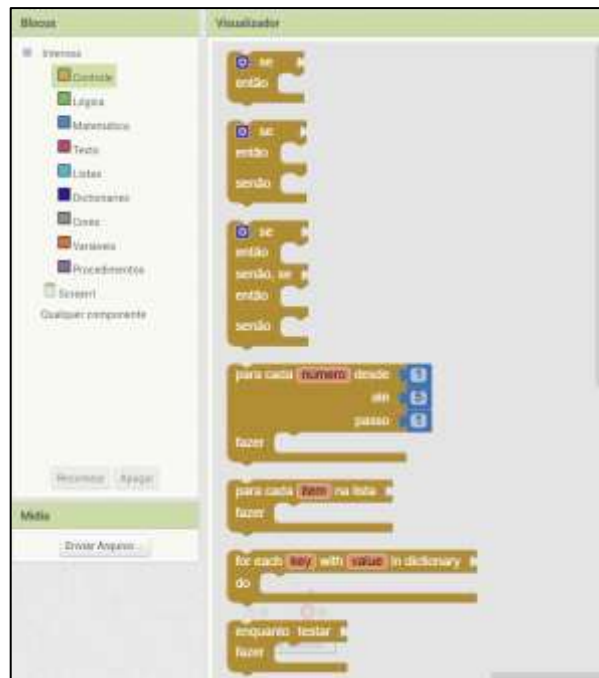 Blocos
Internos
Controle
Lógica
Matemática
Texto
Listas
Dictionaries
Cores
Variáveis
Procedimentos
Screen1
Qualquer componente
Renomear Apagar
Mídia
Enviar Arquivo ...
Visualizador
se
então
se
então
senão
se
então
senão, se
então
senão
para cada número desde 1
até 5
passo 1
fazer
para cada item na lista
fazer
for each key with value in dictionary
do
enquanto testar
fazer